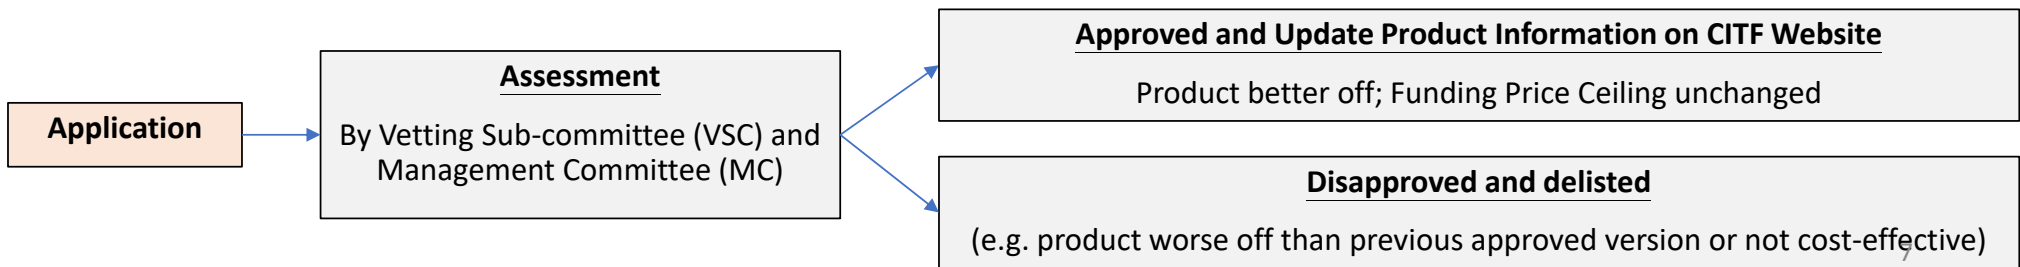 Application
Assessment
By Vetting Sub-committee (VSC) and
Management Committee (MC)
Approved and Update Product Information on CITF Website
Product better off; Funding Price Ceiling unchanged
Disapproved and delisted
(e.g. product worse off than previous approved version or not cost-effective)
7